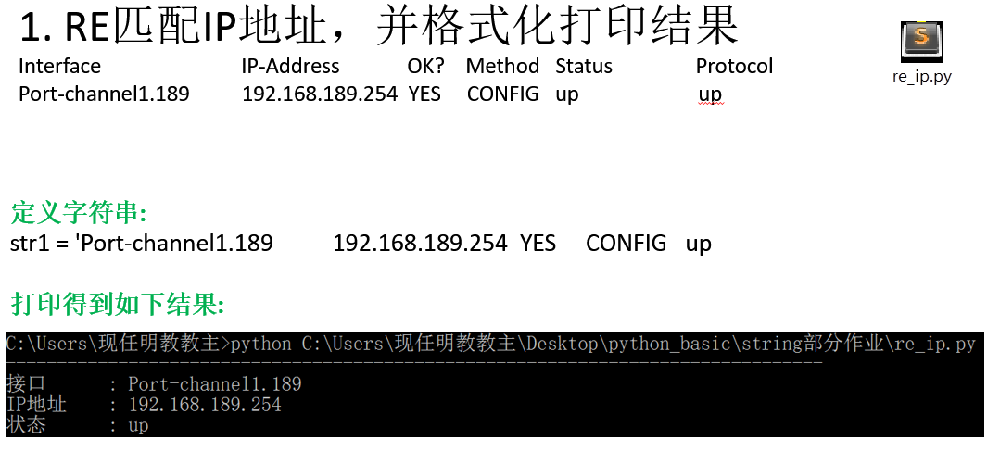 1. RE匹配IP地址，并格式化打印结果
re_ip.py
Interface IP-Address OK? Method Status Protocol
Port-channel1.189 192.168.189.254 YES CONFIG up up
定义字符串:
str1 = 'Port-channel1.189 192.168.189.254 YES CONFIG up
打印得到如下结果:
C:\Users\现任明教教主>python C:\Users\现任明教教主\Desktop\python_basic\string部分作业\re_ip.py
--------------------------------------------------------------------------------
接口 : Port-channel1.189
IP地址 : 192.168.189.254
状态 : up